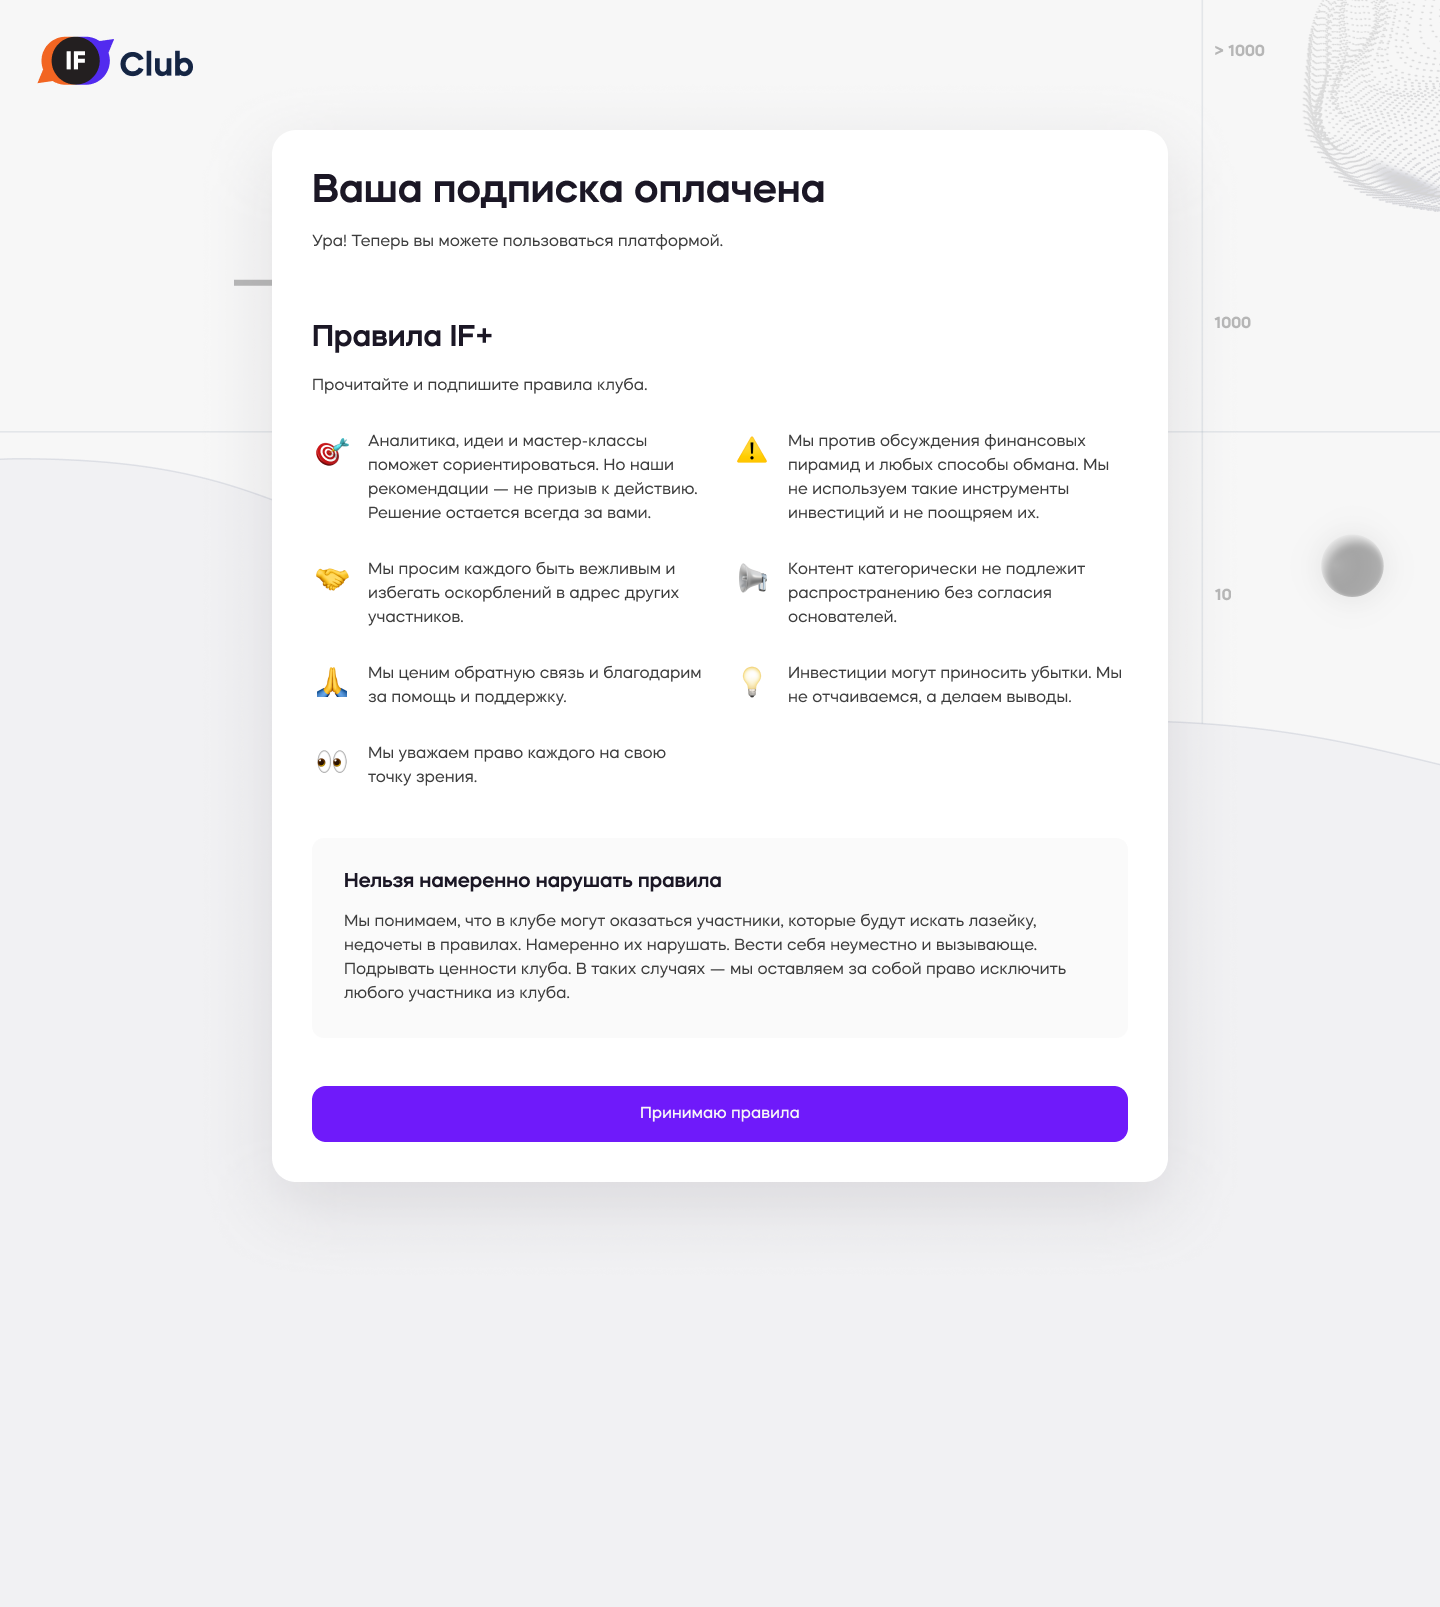 IF Club
> 1000
Ваша подписка оплачена
Ура! Теперь вы можете пользоваться платформой.
1000
Правила IF+
Прочитайте и подпишите правила клуба.
Аналитика, идеи и мастер-классы
поможет сориентироваться. Но наши
рекомендации — не призыв к действию.
Решение остается всегда за вами.
Мы против обсуждения финансовых
пирамид и любых способы обмана. Мы
не используем такие инструменты
инвестиций и не поощряем их.
Мы просим каждого быть вежливым и
избегать оскорблений в адрес других
участников.
Контент категорически не подлежит
распространению без согласия
основателей.
10
Мы ценим обратную связь и благодарим
за помощь и поддержку.
Инвестиции могут приносить убытки. Мы
не отчаиваемся, а делаем выводы.
Мы уважаем право каждого на свою
точку зрения.
Нельзя намеренно нарушать правила
Мы понимаем, что в клубе могут оказаться участники, которые будут искать лазейку,
недочеты в правилах. Намеренно их нарушать. Вести себя неуместно и вызывающе.
Подрывать ценности клуба. В таких случаях — мы оставляем за собой право исключить
любого участника из клуба.
Принимаю правила